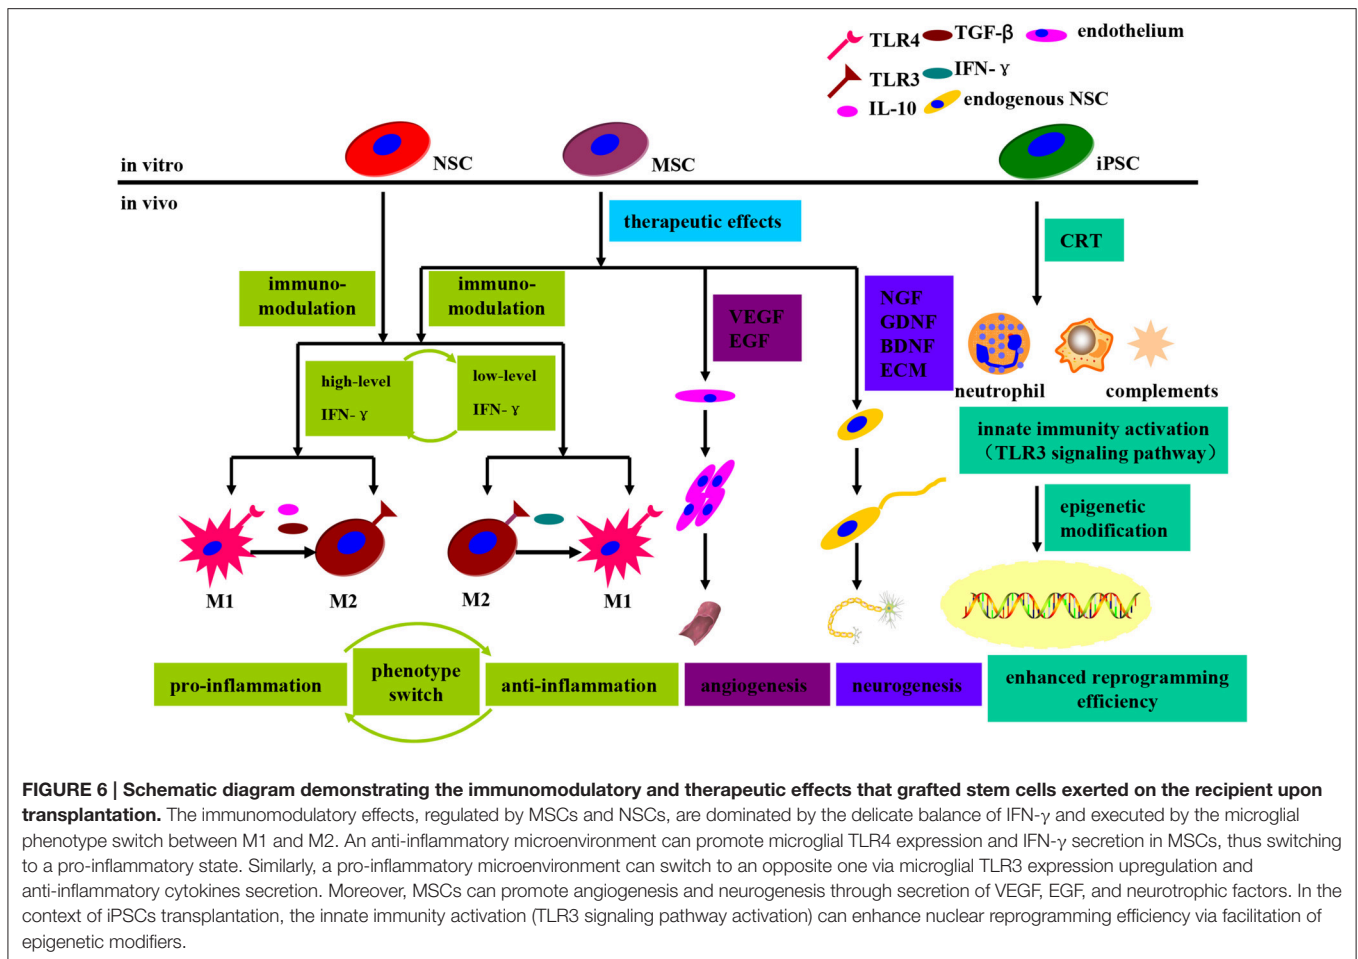 TLR4
TGF-β
endothelium
TLR3
IFN-γ
IL-10
endogenous NSC
in vitro
NSC
MSC
iPSC
in vivo
therapeutic effects
CRT
immuno-
modulation
immuno-
modulation
VEGF
EGF
NGF
GDNF
BDNF
ECM
high-level
IFN-γ
low-level
IFN-γ
neutrophil
complements
innate immunity activation
(TLR3 signaling pathway)
epigenetic
modification
M1
M2
M2
M1
pro-inflammation
phenotype
switch
anti-inflammation
angiogenesis
neurogenesis
enhanced reprogramming
efficiency
FIGURE 6 | Schematic diagram demonstrating the immunomodulatory and therapeutic effects that grafted stem cells exerted on the recipient upon
transplantation. The immunomodulatory effects, regulated by MSCs and NSCs, are dominated by the delicate balance of IFN-γ and executed by the microglial
phenotype switch between M1 and M2. An anti-inflammatory microenvironment can promote microglial TLR4 expression and IFN-γ secretion in MSCs, thus switching
to a pro-inflammatory state. Similarly, a pro-inflammatory microenvironment can switch to an opposite one via microglial TLR3 expression upregulation and
anti-inflammatory cytokines secretion. Moreover, MSCs can promote angiogenesis and neurogenesis through secretion of VEGF, EGF, and neurotrophic factors. In the
context of iPSCs transplantation, the innate immunity activation (TLR3 signaling pathway activation) can enhance nuclear reprogramming efficiency via facilitation of
epigenetic modifiers.